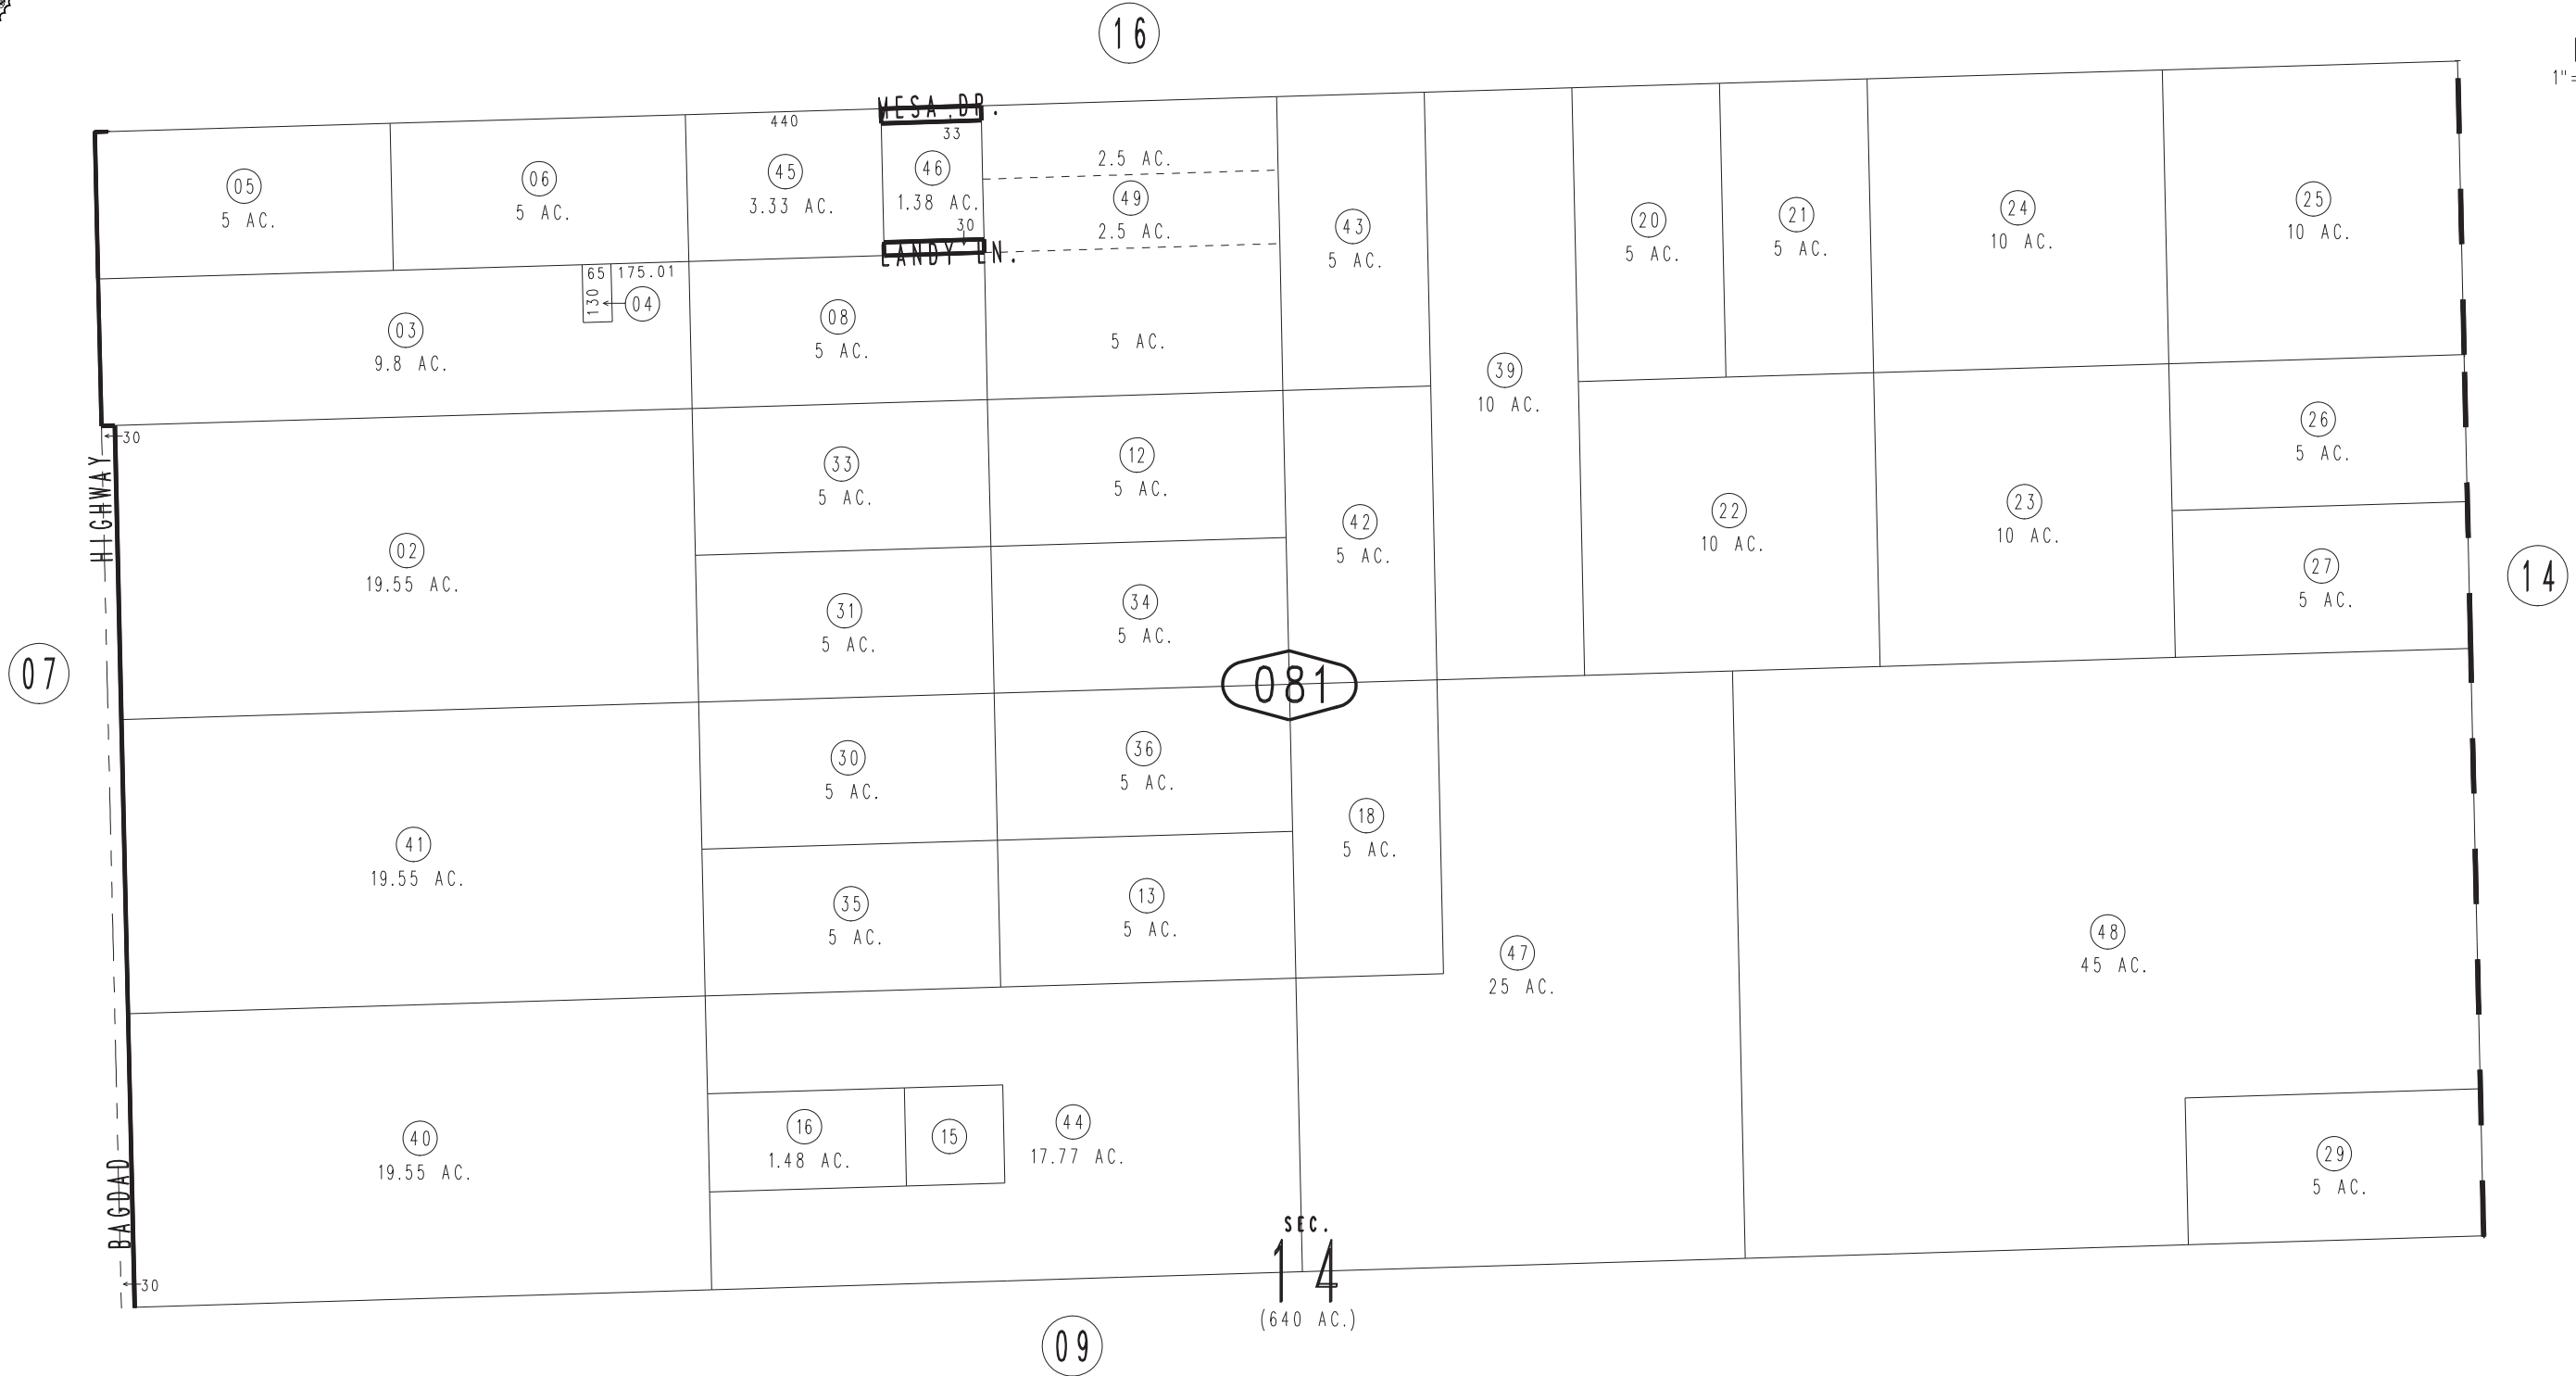 16
1"=
MESA DR.
440
33
05
5 AC.
06
5 AC.
45
3.33 AC.
46
1.38 AC.
30
LANDY LN.
2.5 AC.
49
2.5 AC.
5 AC.
43
5 AC.
39
10 AC.
20
5 AC.
21
5 AC.
24
10 AC.
25
10 AC.
65
175.01
130
04
03
9.8 AC.
08
5 AC.
30
HIGHWAY
02
19.55 AC.
33
5 AC.
12
5 AC.
42
5 AC.
22
10 AC.
23
10 AC.
26
5 AC.
27
5 AC.
14
31
5 AC.
34
5 AC.
07
081
41
19.55 AC.
30
5 AC.
36
5 AC.
18
5 AC.
35
5 AC.
13
5 AC.
47
25 AC.
48
45 AC.
40
19.55 AC.
16
1.48 AC.
15
44
17.77 AC.
29
5 AC.
BAGDAD
30
SEC.
14
(640 AC.)
09